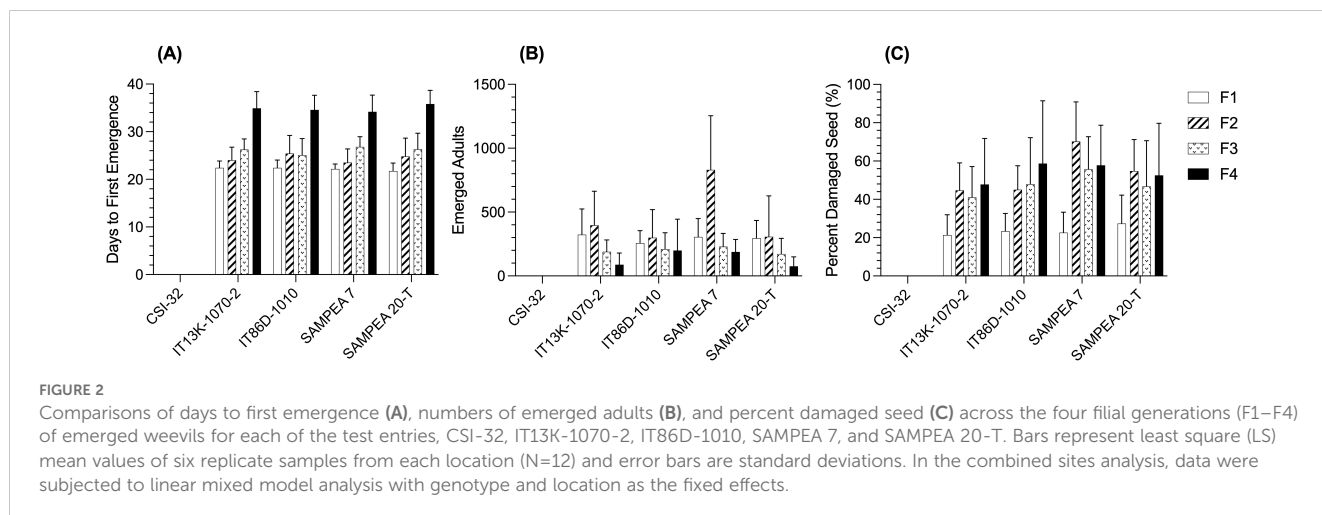 (A)
Days to First Emergence
40
30
20
10
0
CSI-32
IT13K-1070-2
IT86D-1010
SAMPEA 7
SAMPEA 20-T
(B)
Emerged Adults
1500
1000
500
0
CSI-32
IT13K-1070-2
IT86D-1010
SAMPEA 7
SAMPEA 20-T
(C)
Percent Damaged Seed (%)
100
80
60
40
20
0
CSI-32
IT13K-1070-2
IT86D-1010
SAMPEA 7
SAMPEA 20-T
F1
F2
F3
F4
FIGURE 2
Comparisons of days to first emergence (A), numbers of emerged adults (B), and percent damaged seed (C) across the four filial generations (F1–F4)
of emerged weevils for each of the test entries, CSI-32, IT13K-1070-2, IT86D-1010, SAMPEA 7, and SAMPEA 20-T. Bars represent least square (LS)
mean values of six replicate samples from each location (N=12) and error bars are standard deviations. In the combined sites analysis, data were
subjected to linear mixed model analysis with genotype and location as the fixed effects.